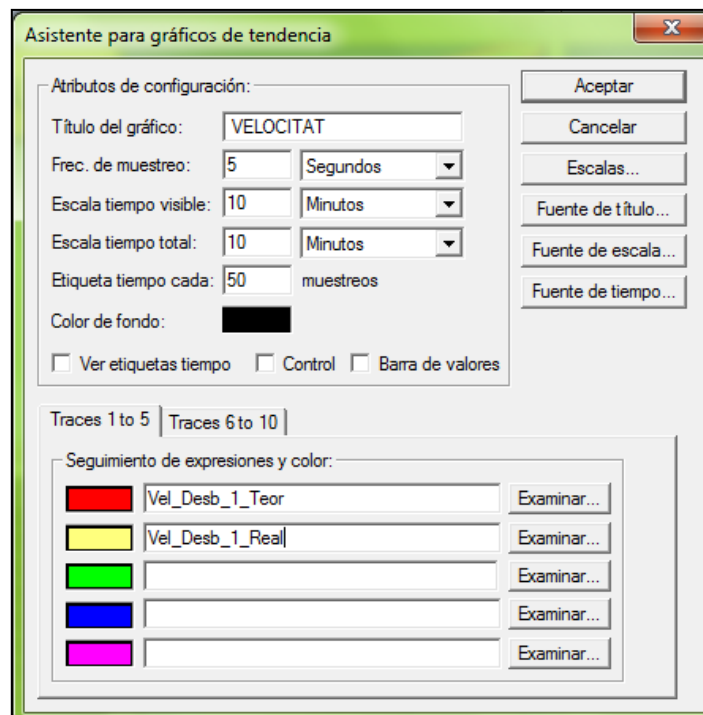 Asistente para gráficos de tendencia
X
Atributos de configuración:
Título del gráfico: VELOCITAT
Frec. de muestreo: 5 Segundos
Escala tiempo visible: 10 Minutos
Escala tiempo total: 10 Minutos
Etiqueta tiempo cada: 50 muestreos
Color de fondo:
Ver etiquetas tiempo Control Barra de valores
Aceptar
Cancelar
Escalas...
Fuente de título...
Fuente de escala...
Fuente de tiempo...
Traces 1 to 5 Traces 6 to 10
Seguimiento de expresiones y color:
Vel_Desb_1_Teor Examinar...
Vel_Desb_1_Real Examinar...
Examinar...
Examinar...
Examinar...